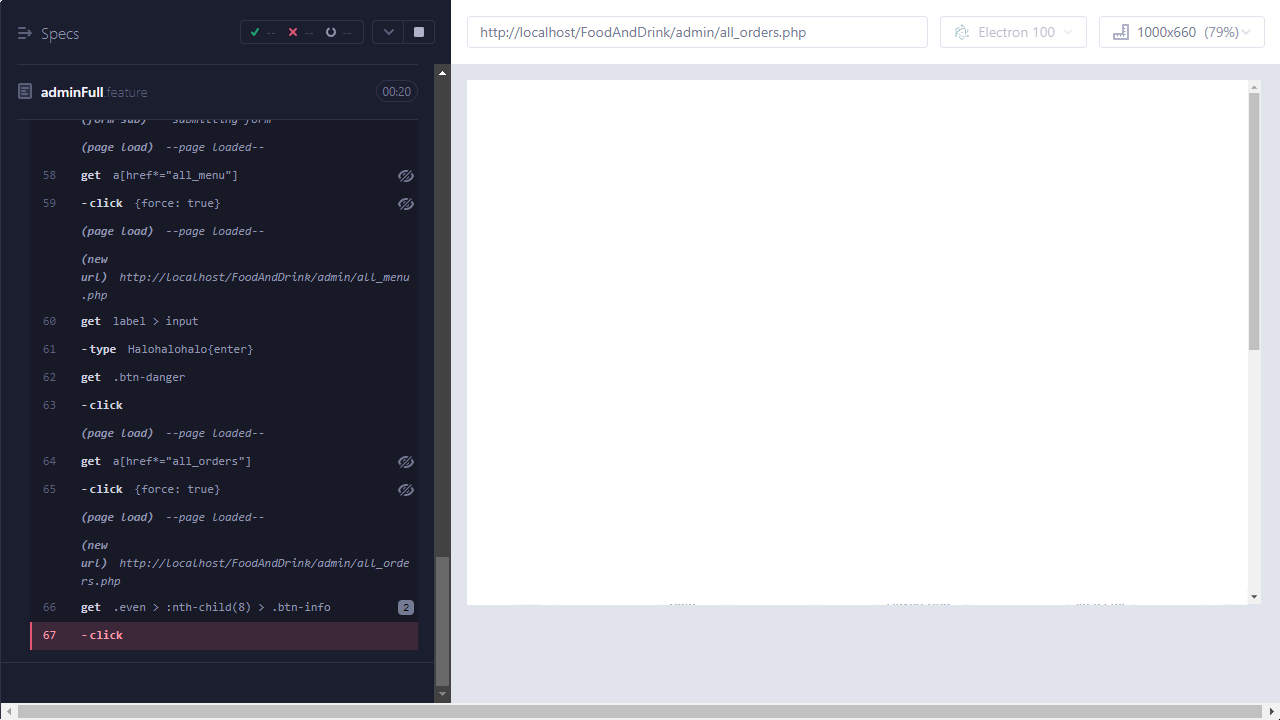 Specs
--
--
--
http://localhost/FoodAndDrink/admin/all_orders.php
Electron 100
1000x660 (79%)
adminFull.feature
00:20
(form sub) --submitting form--
(page load) --page loaded--
58 get a[href*="all_menu"]
59 -click {force: true}
(page load) --page loaded--
(new
url) http://localhost/FoodAndDrink/admin/all_menu
.php
60 get label > input
61 -type Halohalohalo{enter}
62 get .btn-danger
63 -click
(page load) --page loaded--
64 get a[href*="all_orders"]
65 -click {force: true}
(page load) --page loaded--
(new
url) http://localhost/FoodAndDrink/admin/all_orde
rs.php
66 get .even > :nth-child(8) > .btn-info 2
67 -click